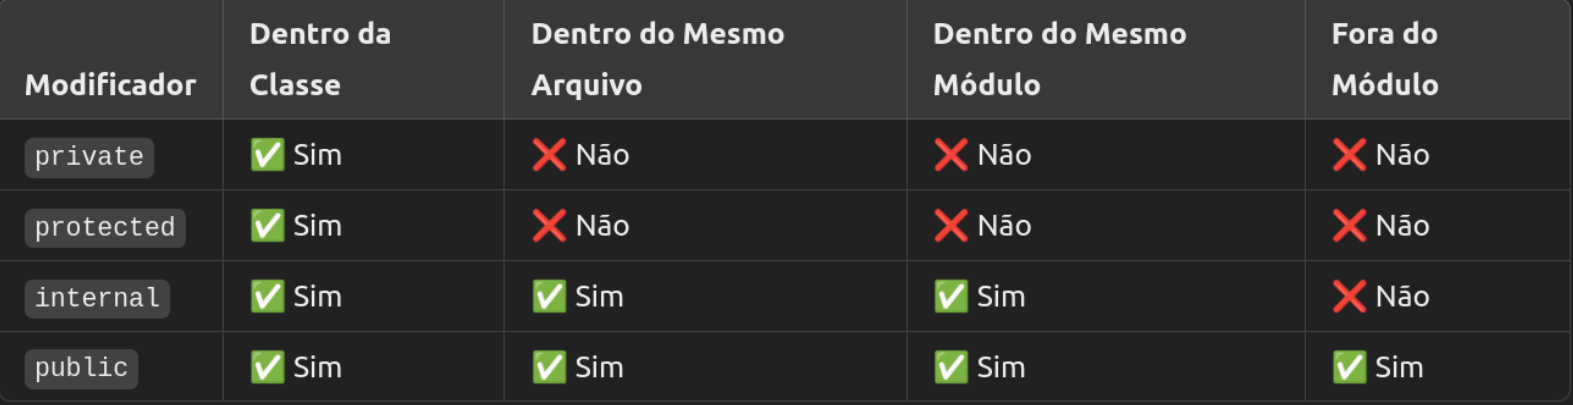 Modificador Dentro da Classe Dentro do Mesmo Arquivo Dentro do Mesmo Módulo Fora do Módulo
private ✅ Sim ❌ Não ❌ Não ❌ Não
protected ✅ Sim ❌ Não ❌ Não ❌ Não
internal ✅ Sim ✅ Sim ✅ Sim ❌ Não
public ✅ Sim ✅ Sim ✅ Sim ✅ Sim